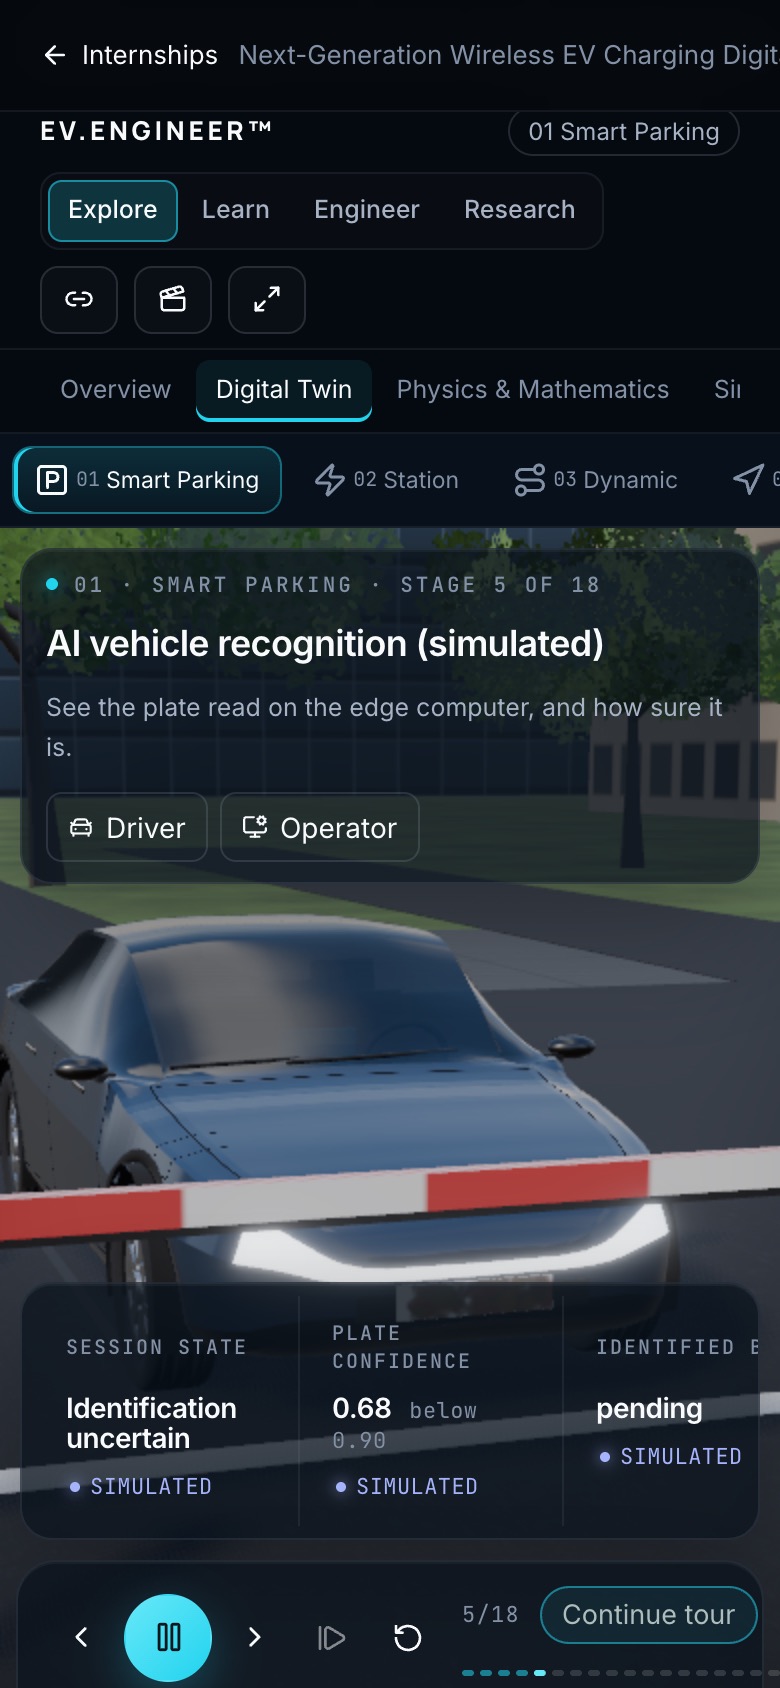 Internships Next-Generation Wireless EV Charging Digit
EV.ENGINEER™ 01 Smart Parking
Explore Learn Engineer Research
Overview Digital Twin Physics & Mathematics
01 Smart Parking 02 Station 03 Dynamic
01 · SMART PARKING · STAGE 5 OF 18
AI vehicle recognition (simulated)
See the plate read on the edge computer, and how sure it
is.
Driver Operator
SESSION STATE
Identification
uncertain
SIMULATED
PLATE
CONFIDENCE
0.68 below
0.90
SIMULATED
IDENTIFIED
pending
SIMULATED
5/18 Continue tour